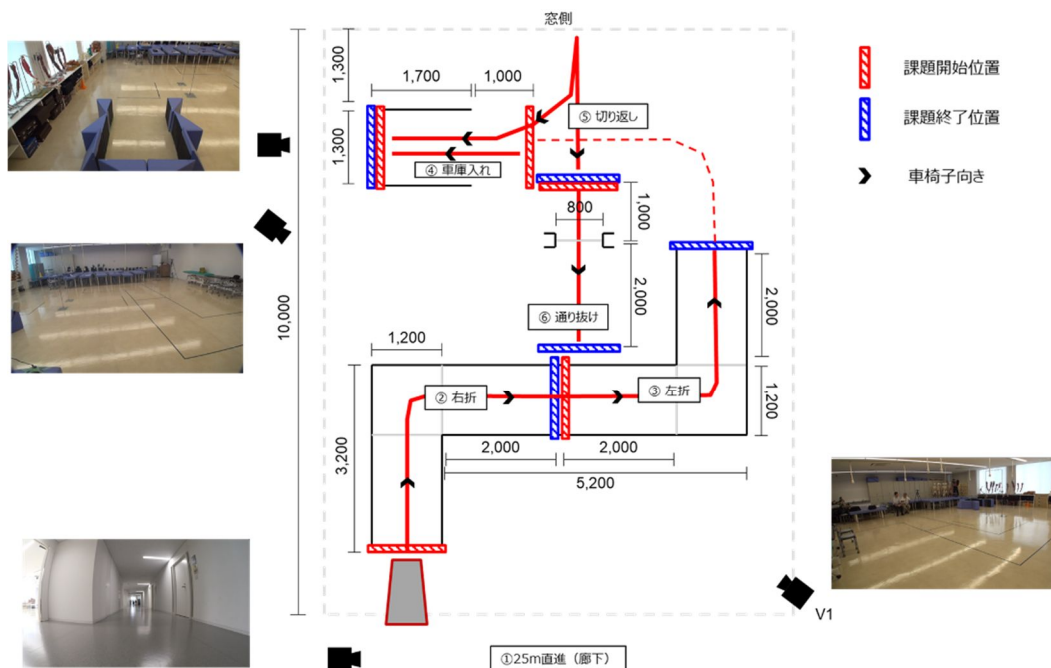 窓側
1,300
1,700
1,000
課題開始位置
課題終了位置
車椅子向き
⑤ 切り返し
1,300
④ 車庫入れ
800
1,000
2,000
10,000
⑥ 通り抜け
2,000
1,200
② 右折
③ 左折
1,200
3,200
2,000
2,000
5,200
V1
①25m直進（廊下）